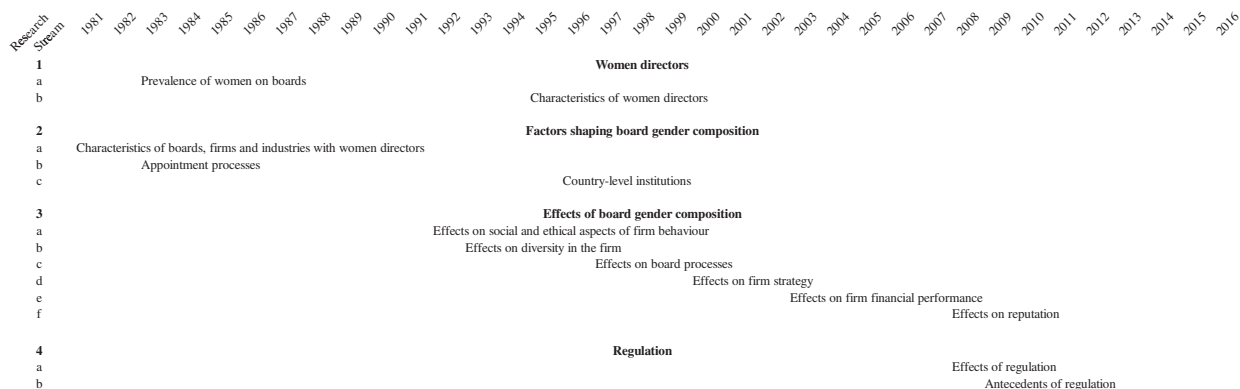 Research Stream 1981 1982 1983 1984 1985 1986 1987 1988 1989 1990 1991 1992 1993 1994 1995 1996 1997 1998 1999 2000 2001 2002 2003 2004 2005 2006 2007 2008 2009 2010 2011 2012 2013 2014 2015 2016
1 Women directors
a Prevalence of women on boards
b Characteristics of women directors
2 Factors shaping board gender composition
a Characteristics of boards, firms and industries with women directors
b Appointment processes
c Country-level institutions
3 Effects of board gender composition
a Effects on social and ethical aspects of firm behaviour
b Effects on diversity in the firm
c Effects on board processes
d Effects on firm strategy
e Effects on firm financial performance
f Effects on reputation
4 Regulation
a Effects of regulation
b Antecedents of regulation